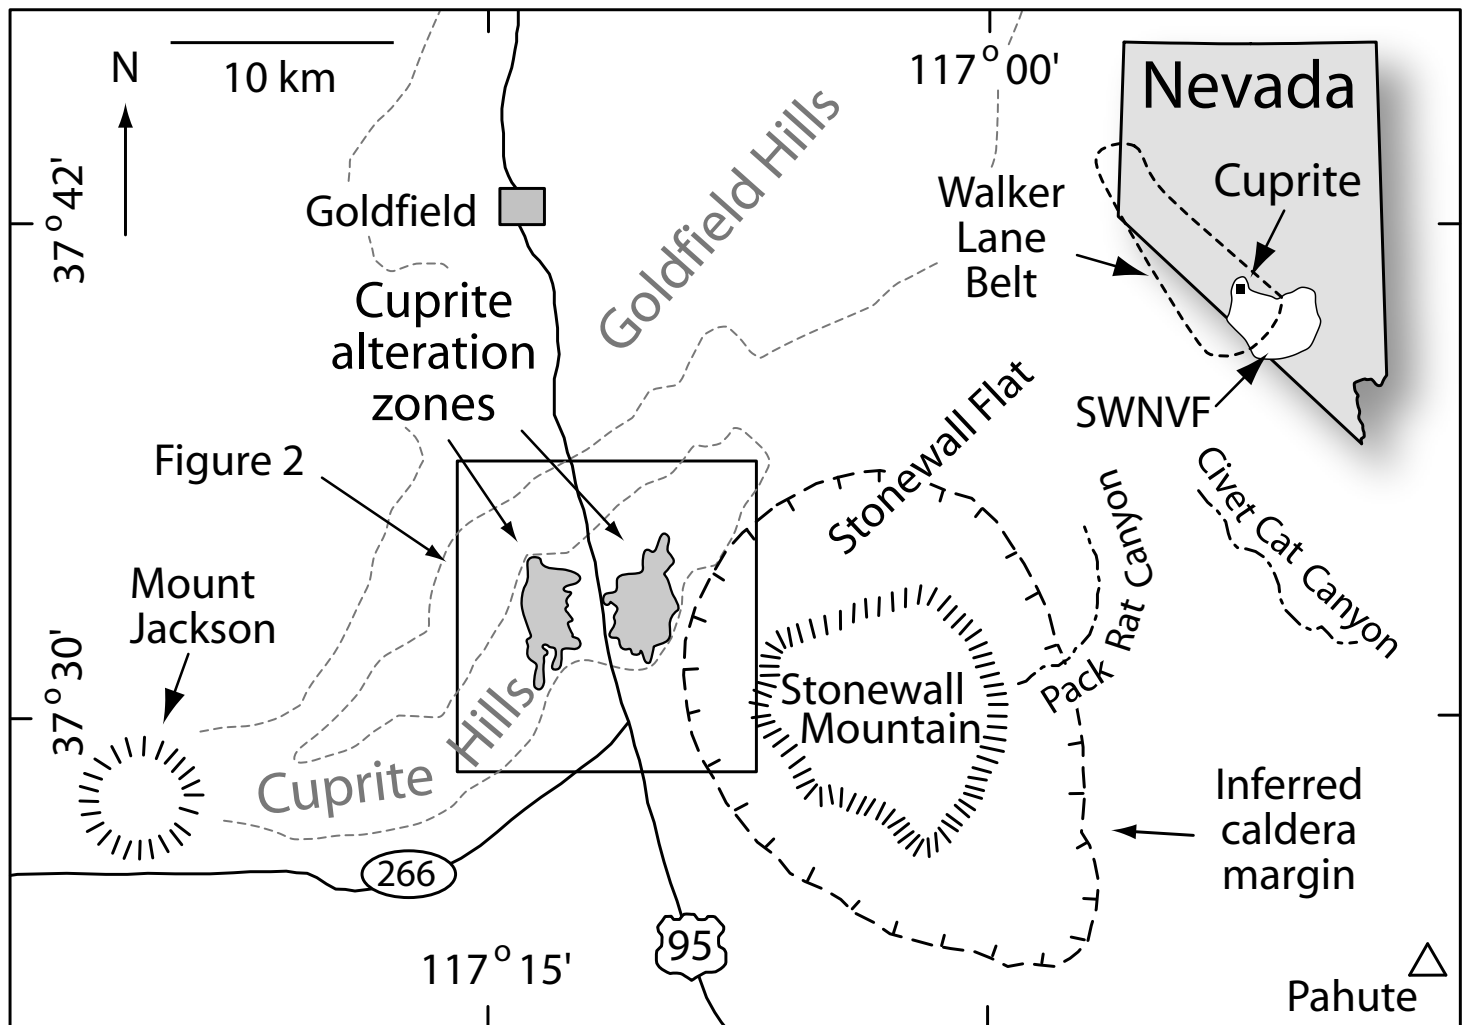 N
10 km
117°00'
Nevada
37°42'
Goldfield
Goldfield Hills
Walker
Lane
Belt
Cuprite
SWNVF
Cuprite
alteration
zones
Figure 2
Stonewall Flat
Pack Rat Canyon
Civet Cat Canyon
Mount
Jackson
37°30'
Stonewall
Mountain
Cuprite Hills
Inferred
caldera
margin
266
95
117°15'
Pahute